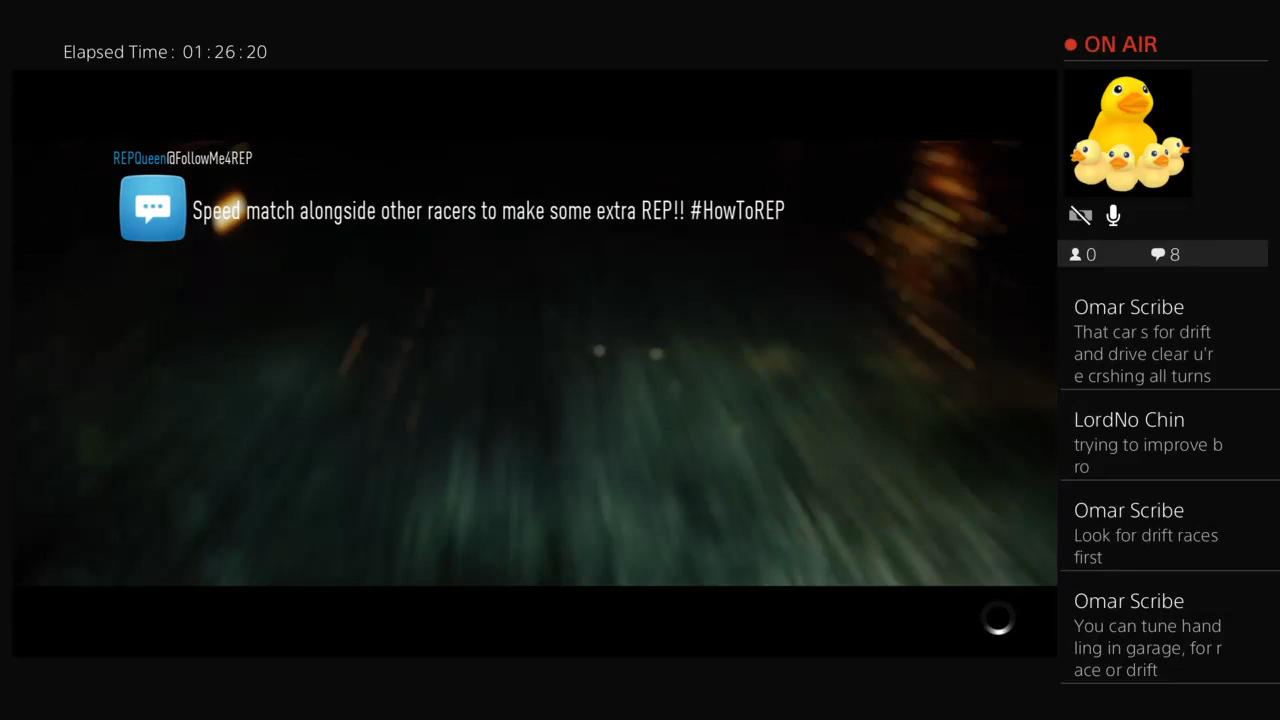 Elapsed Time: 01:26:20
ON AIR
REPQueen@FollowMe4REP
Speed match alongside other racers to make some extra REP!! #HowToREP
0 8
Omar Scribe
That car s for drift
and drive clear u'r
e crshing all turns
LordNo Chin
trying to improve b
ro
Omar Scribe
Look for drift races
first
Omar Scribe
You can tune hand
ling in garage, for r
ace or drift